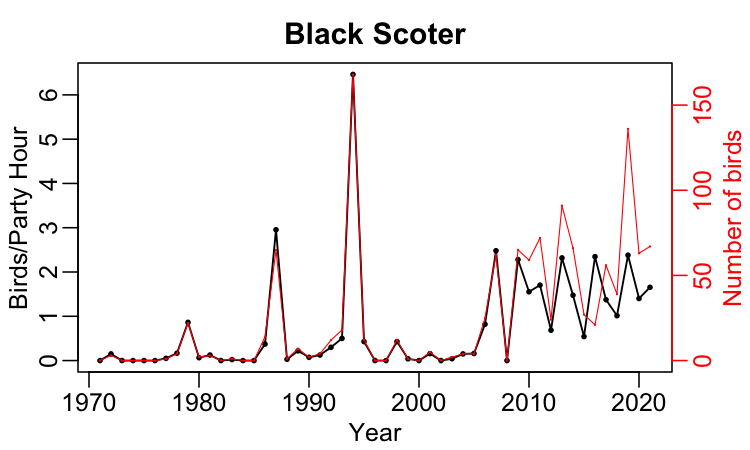 Black Scoter
Birds/Party Hour
0 1 2 3 4 5 6
1970 1980 1990 2000 2010 2020
Year
0 50 100 150
Number of birds